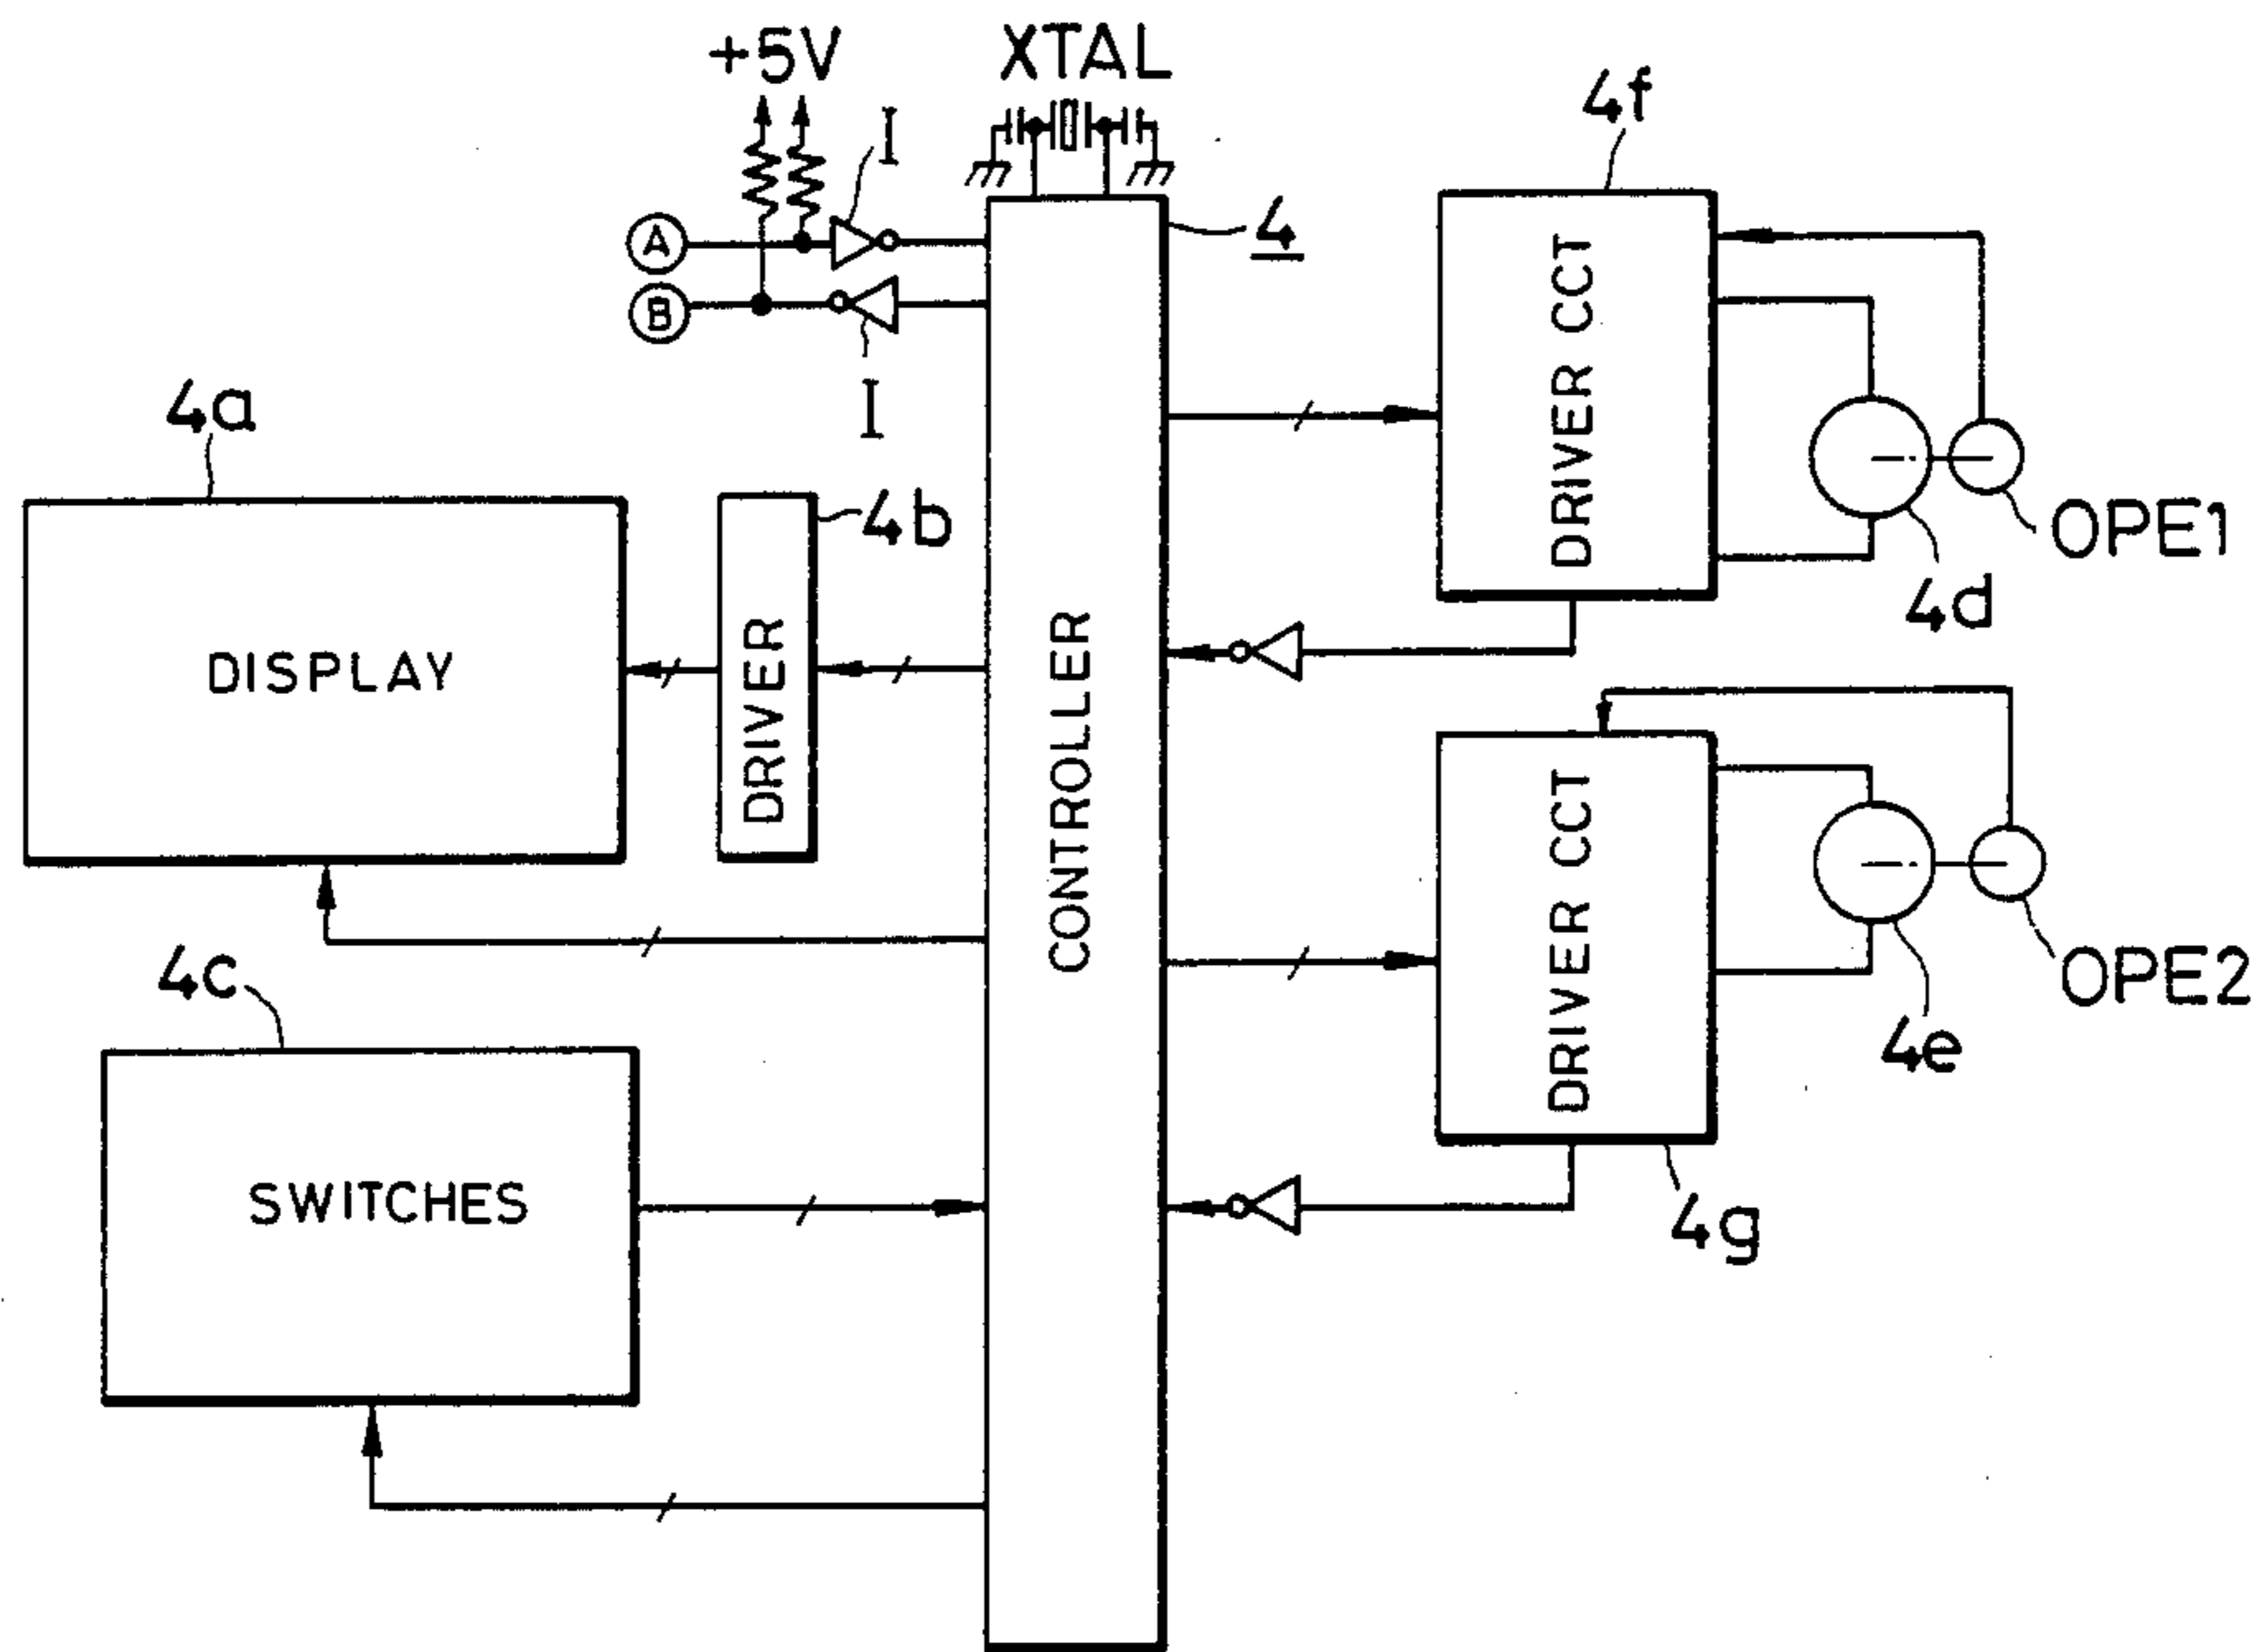 +5V
XTAL
4f
I
A
4
B
I
4a
4b
DRIVER CCT
OPE1
4d
DISPLAY
DRIVER
CONTROLLER
DRIVER CCT
4c
OPE2
4e
SWITCHES
4g